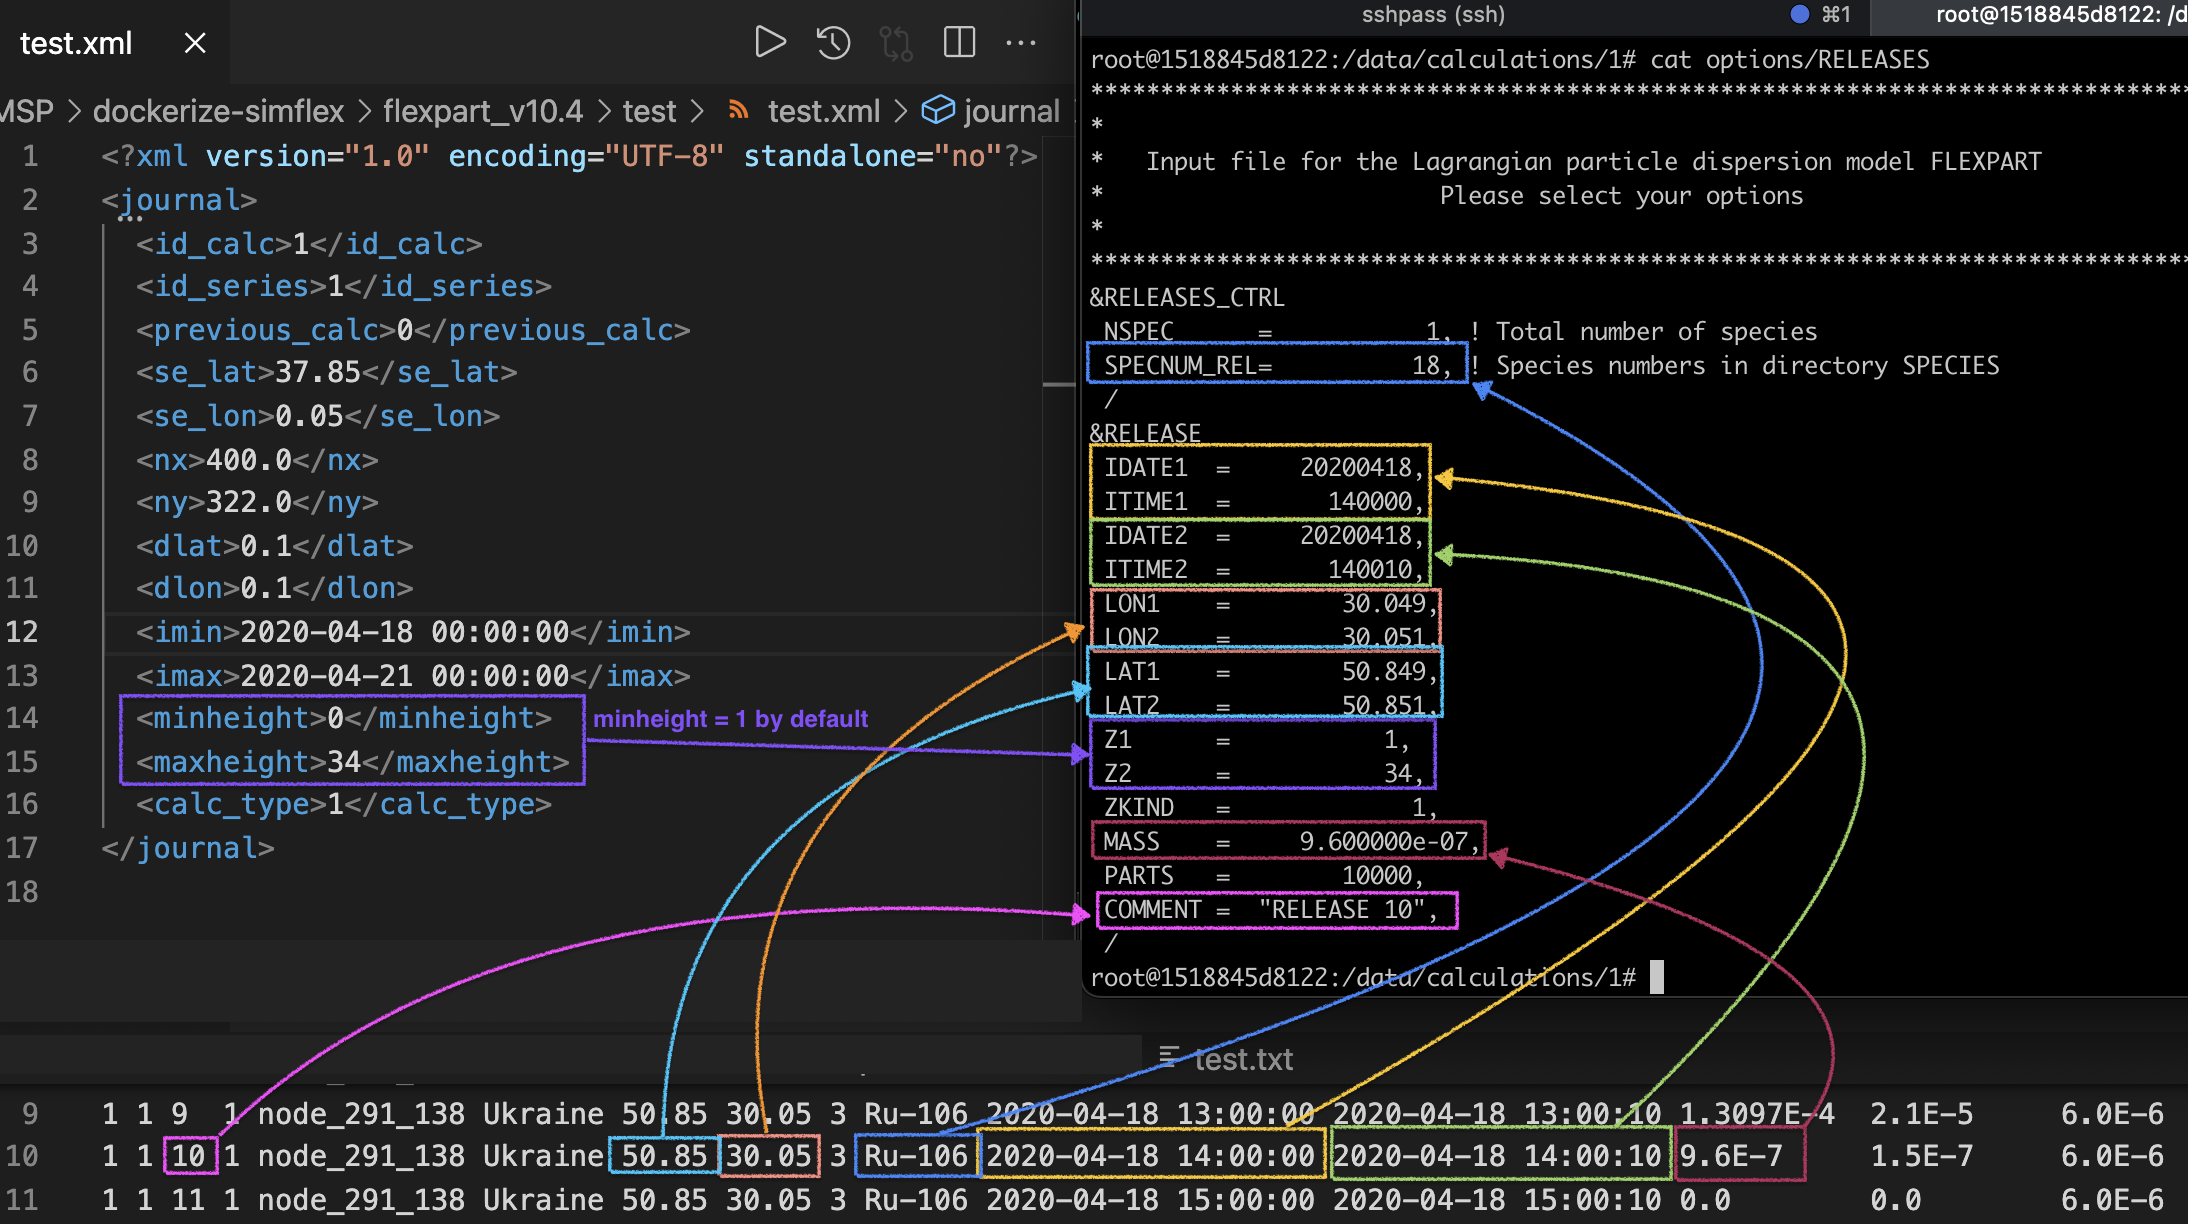 test.xml
MSP > dockerize-simflex > flexpart_v10.4 > test > test.xml > journal
1 <?xml version="1.0" encoding="UTF-8" standalone="no"?>
2 <journal>
3 <id_calc>1</id_calc>
4 <id_series>1</id_series>
5 <previous_calc>0</previous_calc>
6 <se_lat>37.85</se_lat>
7 <se_lon>0.05</se_lon>
8 <nx>400.0</nx>
9 <ny>322.0</ny>
10 <dlat>0.1</dlat>
11 <dlon>0.1</dlon>
12 <imin>2020-04-18 00:00:00</imin>
13 <imax>2020-04-21 00:00:00</imax>
14 <minheight>0</minheight>
minheight = 1 by default
15 <maxheight>34</maxheight>
16 <calc_type>1</calc_type>
17 </journal>
18
sshpass (ssh) ⌘1 root@1518845d8122: /d
root@1518845d8122:/data/calculations/1# cat options/RELEASES
********************************************************************************
*
* Input file for the Lagrangian particle dispersion model FLEXPART
* Please select your options
*
********************************************************************************
&RELEASES_CTRL
NSPEC = 1, ! Total number of species
SPECNUM_REL= 18, ! Species numbers in directory SPECIES
/
&RELEASE
IDATE1 = 20200418,
ITIME1 = 140000,
IDATE2 = 20200418,
ITIME2 = 140010,
LON1 = 30.049,
LON2 = 30.051,
LAT1 = 50.849,
LAT2 = 50.851,
Z1 = 1,
Z2 = 34,
ZKIND = 1,
MASS = 9.600000e-07,
PARTS = 10000,
COMMENT = "RELEASE 10",
/
root@1518845d8122:/data/calculations/1#
test.txt
9 1 1 9 1 node_291_138 Ukraine 50.85 30.05 3 Ru-106 2020-04-18 13:00:00 2020-04-18 13:00:10 1.3097E-4 2.1E-5 6.0E-6
10 1 1 10 1 node_291_138 Ukraine 50.85 30.05 3 Ru-106 2020-04-18 14:00:00 2020-04-18 14:00:10 9.6E-7 1.5E-7 6.0E-6
11 1 1 11 1 node_291_138 Ukraine 50.85 30.05 3 Ru-106 2020-04-18 15:00:00 2020-04-18 15:00:10 0.0 0.0 6.0E-6